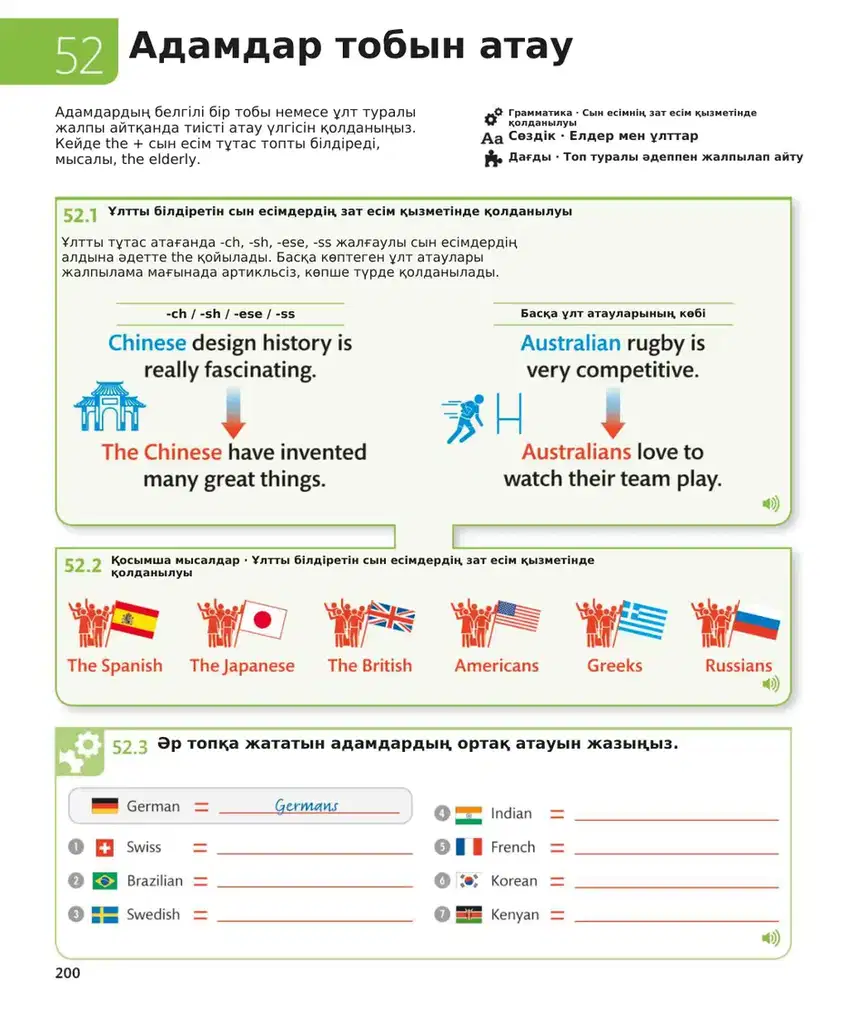 52
Адамдар тобын атау
Адамдардың белгілі бір тобы немесе ұлт туралы
жалпы айтқанда тиісті атау үлгісін қолданыңыз.
Кейде the + сын есім тұтас топты білдіреді,
мысалы, the elderly.
Грамматика · Сын есімнің зат есім қызметінде
қолданылуы
Aa Сөздік · Елдер мен ұлттар
Дағды · Топ туралы әдеппен жалпылап айту
52.1 Ұлтты білдіретін сын есімдердің зат есім қызметінде қолданылуы
Ұлтты тұтас атағанда -ch, -sh, -ese, -ss жалғаулы сын есімдердің
алдына әдетте the қойылады. Басқа көптеген ұлт атаулары
жалпылама мағынада артикльсіз, көпше түрде қолданылады.
-ch / -sh / -ese / -ss
Chinese design history is
really fascinating.
The Chinese have invented
many great things.
Басқа ұлт атауларының көбі
Australian rugby is
very competitive.
Australians love to
watch their team play.
52.2 Қосымша мысалдар · Ұлтты білдіретін сын есімдердің зат есім қызметінде
қолданылуы
The Spanish
The Japanese
The British
Americans
Greeks
Russians
52.3 Әр топқа жататын адамдардың ортақ атауын жазыңыз.
German = Germans
1 Swiss =
2 Brazilian =
3 Swedish =
4 Indian =
5 French =
6 Korean =
7 Kenyan =
200